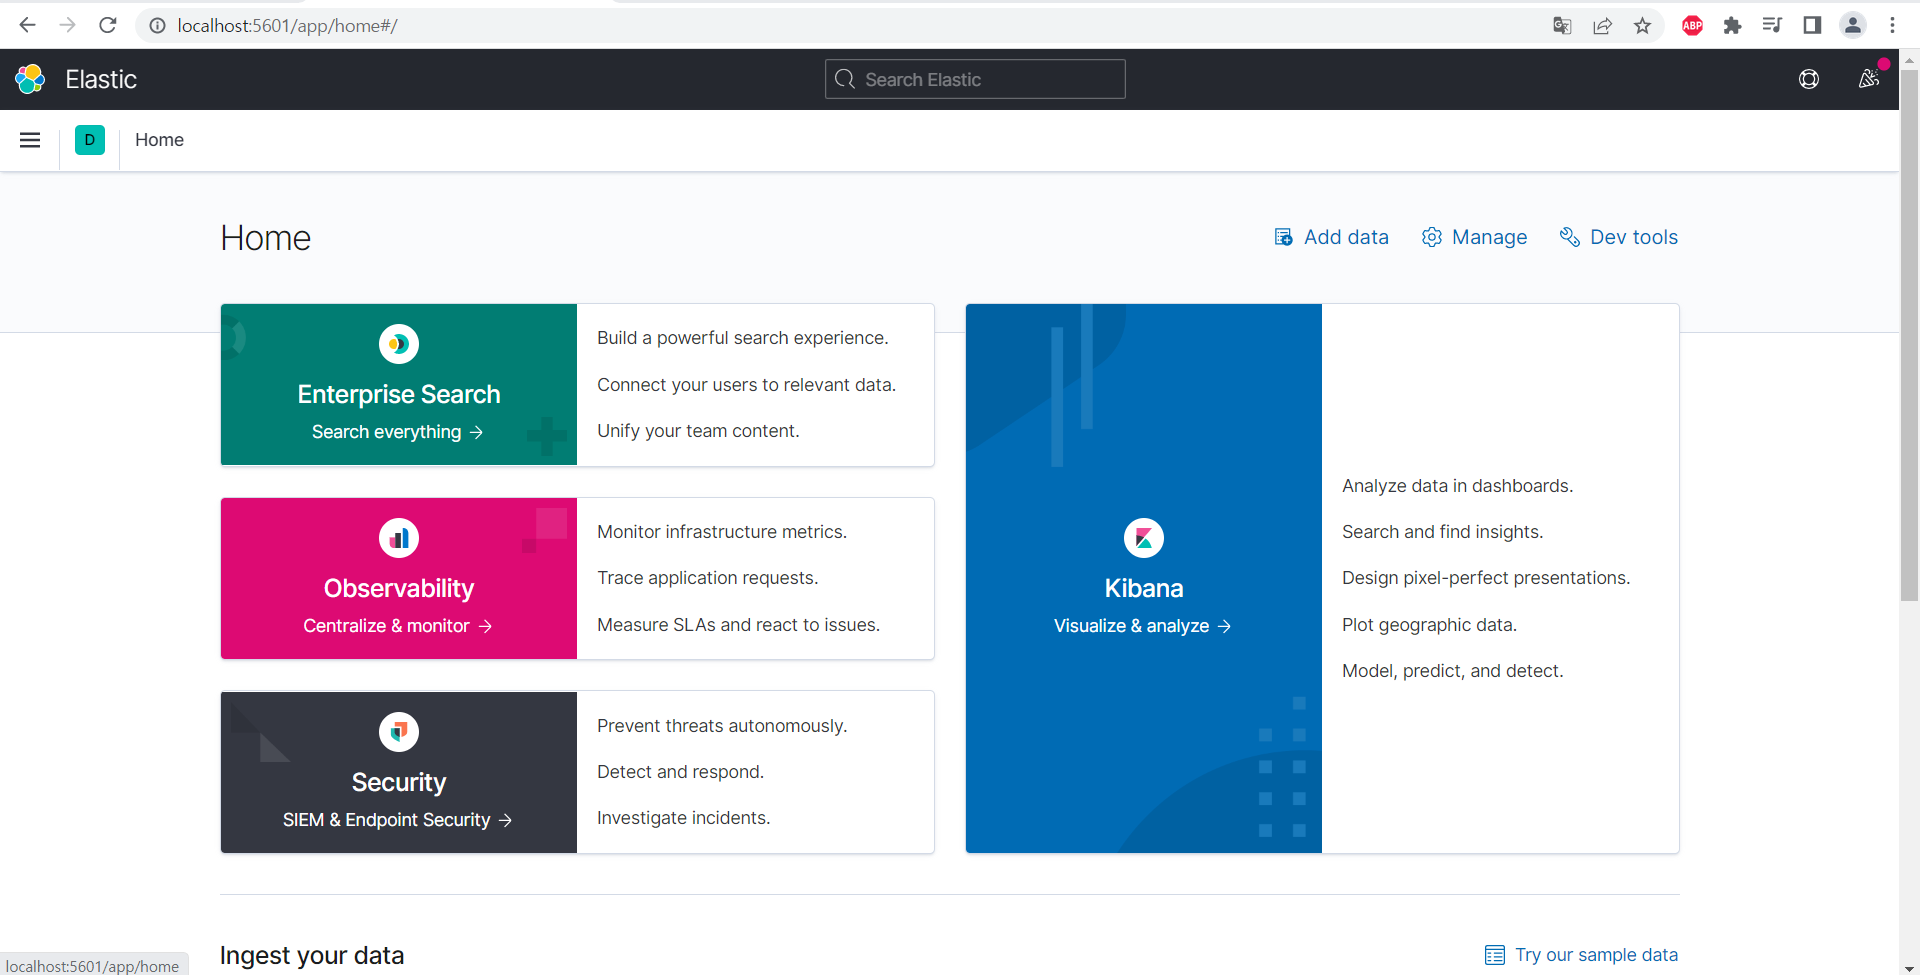 localhost:5601/app/home#/
ABP
Elastic
Search Elastic
D
Home
Home
Add data
Manage
Dev tools
Enterprise Search
Search everything →
Build a powerful search experience.
Connect your users to relevant data.
Unify your team content.
Observability
Centralize & monitor →
Monitor infrastructure metrics.
Trace application requests.
Measure SLAs and react to issues.
Security
SIEM & Endpoint Security →
Prevent threats autonomously.
Detect and respond.
Investigate incidents.
Kibana
Visualize & analyze →
Analyze data in dashboards.
Search and find insights.
Design pixel-perfect presentations.
Plot geographic data.
Model, predict, and detect.
Ingest your data
Try our sample data
localhost:5601/app/home